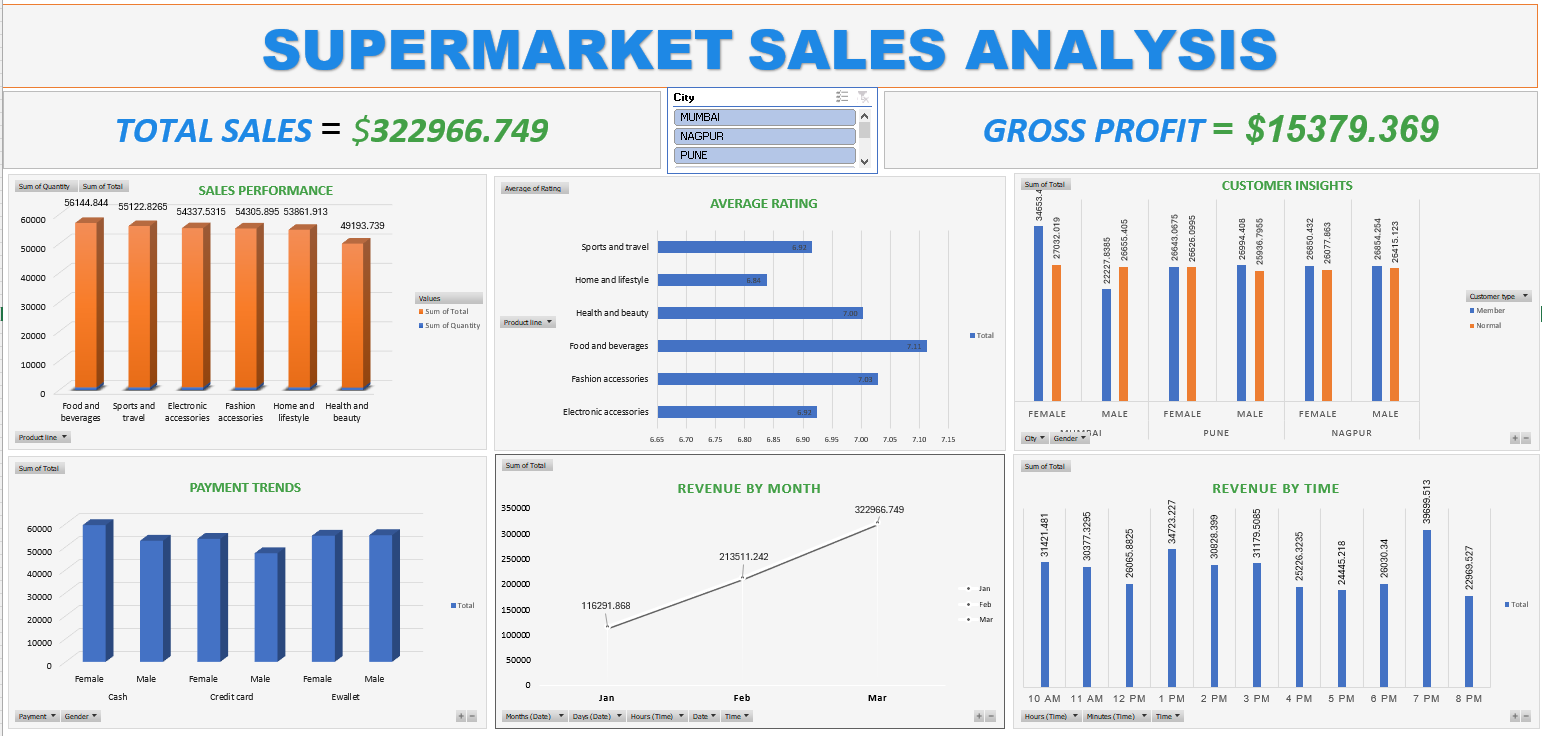 SUPERMARKET SALES ANALYSIS
TOTAL SALES = $322966.749
City
MUMBAI
NAGPUR
PUNE
GROSS PROFIT = $15379.369
Sum of Quantity Sum of Total
SALES PERFORMANCE
56144.844 55122.8265 54337.5315 54305.895 53861.913 49193.739
60000
50000
40000
30000
20000
10000
0
Values
Sum of Total
Sum of Quantity
Food and beverages
Sports and travel
Electronic accessories
Fashion accessories
Home and lifestyle
Health and beauty
Product line
Average of Rating
AVERAGE RATING
Product line
Sports and travel 6.92
Home and lifestyle 6.84
Health and beauty 7.00
Food and beverages 7.11
Fashion accessories 7.03
Electronic accessories 6.92
6.65 6.70 6.75 6.80 6.85 6.90 6.95 7.00 7.05 7.10 7.15
Total
Sum of Total
CUSTOMER INSIGHTS
34653.4 27032.019 22227.8385 26655.405 26643.0675 26626.0995 26994.408 25936.7955 26850.432 26077.863 26854.254 26415.123
FEMALE MALE FEMALE MALE FEMALE MALE
MUMBAI PUNE NAGPUR
City Gender
Customer type
Member
Normal
Sum of Total
PAYMENT TRENDS
60000
50000
40000
30000
20000
10000
0
Female Male Female Male Female Male
Cash Credit card Ewallet
Total
Payment Gender
Sum of Total
REVENUE BY MONTH
350000
300000
250000
200000
150000
100000
50000
0
116291.868
213511.242
322966.749
Jan Feb Mar
Jan
Feb
Mar
Months (Date) Days (Date) Hours (Time) Date Time
Sum of Total
REVENUE BY TIME
31421.481 30377.3295 26065.8825 34723.227 30828.399 31179.5085 25226.3235 24445.218 26030.34 39699.513 22969.527
10 AM 11 AM 12 PM 1 PM 2 PM 3 PM 4 PM 5 PM 6 PM 7 PM 8 PM
Total
Hours (Time) Minutes (Time) Time